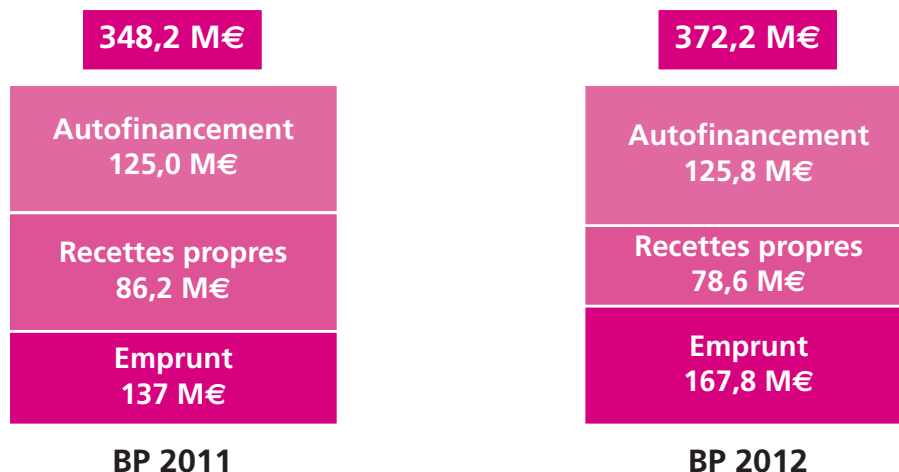 348,2 M€
Autofinancement
125,0 M€
Recettes propres
86,2 M€
Emprunt
137 M€
BP 2011
372,2 M€
Autofinancement
125,8 M€
Recettes propres
78,6 M€
Emprunt
167,8 M€
BP 2012